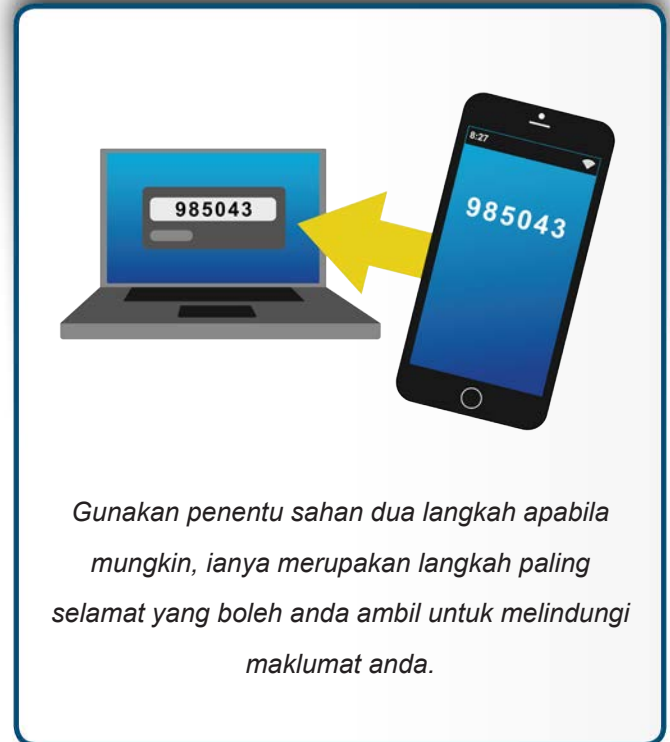 8:27
985043
985043
Gunakan penentu sahan dua langkah apabila
mungkin, ianya merupakan langkah paling
selamat yang boleh anda ambil untuk melindungi
maklumat anda.